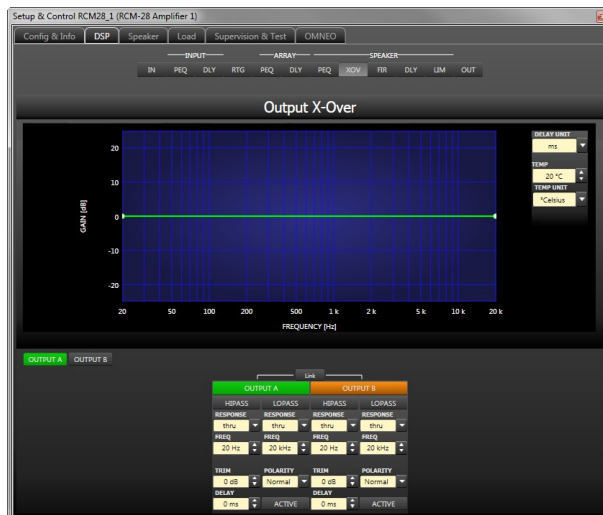 Setup & Control RCM28_1 (RCM-28 Amplifier 1)
Config & Info DSP Speaker Load Supervision & Test OMNEO
INPUT ARRAY SPEAKER
IN PEQ DLY RTG PEQ DLY PEQ XOV FIR DLY LIM OUT
Output X-Over
DELAY UNIT
ms
TEMP
20 °C
TEMP UNIT
°Celsius
GAIN [dB]
20
10
0
-10
-20
20 50 100 200 500 1 k 2 k 5 k 10 k 20 k
FREQUENCY [Hz]
OUTPUT A OUTPUT B
Link
OUTPUT A OUTPUT B
HIPASS LOPASS HIPASS LOPASS
RESPONSE RESPONSE RESPONSE RESPONSE
thru thru thru thru
FREQ FREQ FREQ FREQ
20 Hz 20 kHz 20 Hz 20 kHz
TRIM POLARITY TRIM POLARITY
0 dB Normal 0 dB Normal
DELAY DELAY
0 ms ACTIVE 0 ms ACTIVE